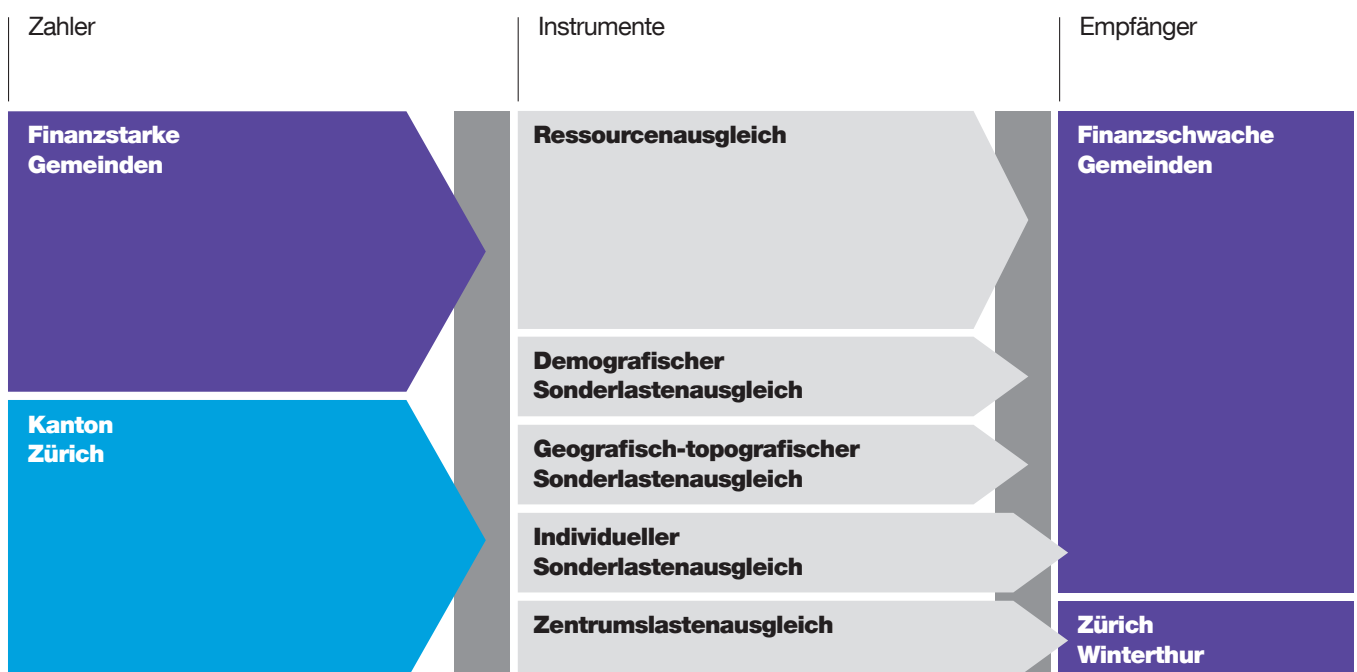 Zahler
Instrumente
Empfänger
Finanzstarke
Gemeinden
Kanton
Zürich
Ressourcenausgleich
Demografischer
Sonderlastenausgleich
Geografisch-topografischer
Sonderlastenausgleich
Individueller
Sonderlastenausgleich
Zentrumslastenausgleich
Finanzschwache
Gemeinden
Zürich
Winterthur